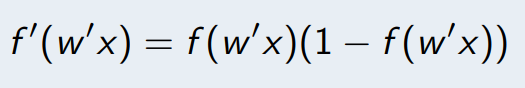 f′(w′x) = f(w′x)(1 − f(w′x))